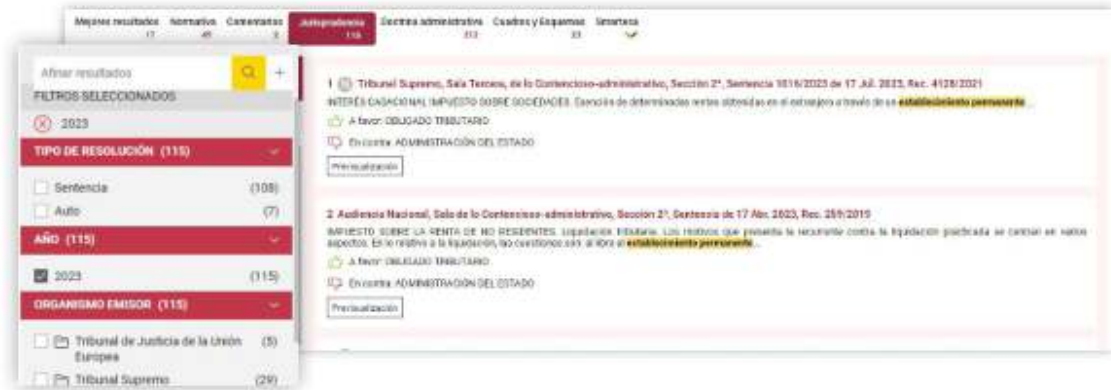 Mejores resultados Normativa Comentarios Jurisprudencia Doctrina administrativa Cuadros y Esquemas Smarteca
17 3 115 23
Afinar resultados +
FILTROS SELECCIONADOS
2023
TIPO DE RESOLUCIÓN (115)
Sentencia (108)
Auto (7)
AÑO (115)
2023 (115)
ORGANISMO EMISOR (115)
Tribunal de Justicia de la Unión (5)
Europea
Tribunal Supremo (29)
1 Tribunal Supremo, Sala Tercera, de lo Contencioso-administrativo, Sección 2ª, Sentencia 1016/2023 de 17 Jul. 2023, Rec. 4128/2021
INTERÉS CASACIONAL. IMPUESTO SOBRE SOCIEDADES. Exención de determinadas rentas obtenidas en el extranjero a través de un establecimiento permanente...
A favor: OBLIGADO TRIBUTARIO
En contra: ADMINISTRACIÓN DEL ESTADO
Previsualización
2 Audiencia Nacional, Sala de lo Contencioso-administrativo, Sección 2ª, Sentencia de 17 Abr. 2023, Rec. 259/2019
IMPUESTO SOBRE LA RENTA DE NO RESIDENTES. Liquidación tributaria. Los motivos que presenta la recurrente contra la liquidación practicada se centran en varios
aspectos. En lo relativo a la liquidación, las cuestiones son: al establecimiento permanente...
A favor: OBLIGADO TRIBUTARIO
En contra: ADMINISTRACIÓN DEL ESTADO
Previsualización